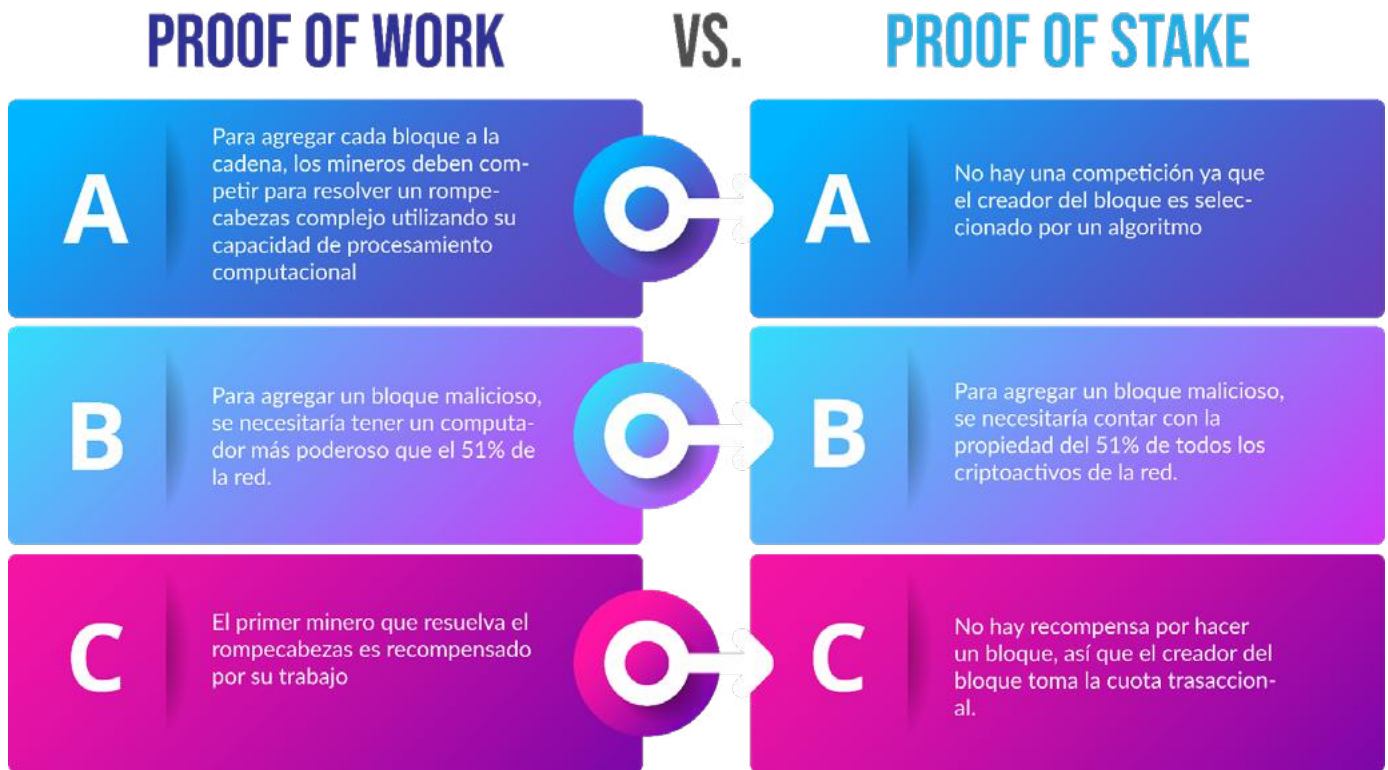 PROOF OF WORK VS. PROOF OF STAKE
A
Para agregar cada bloque a la
cadena, los mineros deben com-
petir para resolver un rompe-
cabezas complejo utilizando su
capacidad de procesamiento
computacional
A
No hay una competición ya que
el creador del bloque es selec-
cionado por un algoritmo
B
Para agregar un bloque malicioso,
se necesitaría tener un computa-
dor más poderoso que el 51% de
la red.
B
Para agregar un bloque malicioso,
se necesitaría contar con la
propiedad del 51% de todos los
criptoactivos de la red.
C
El primer minero que resuelva el
rompecabezas es recompensado
por su trabajo
C
No hay recompensa por hacer
un bloque, así que el creador del
bloque toma la cuota trasaccion-
al.